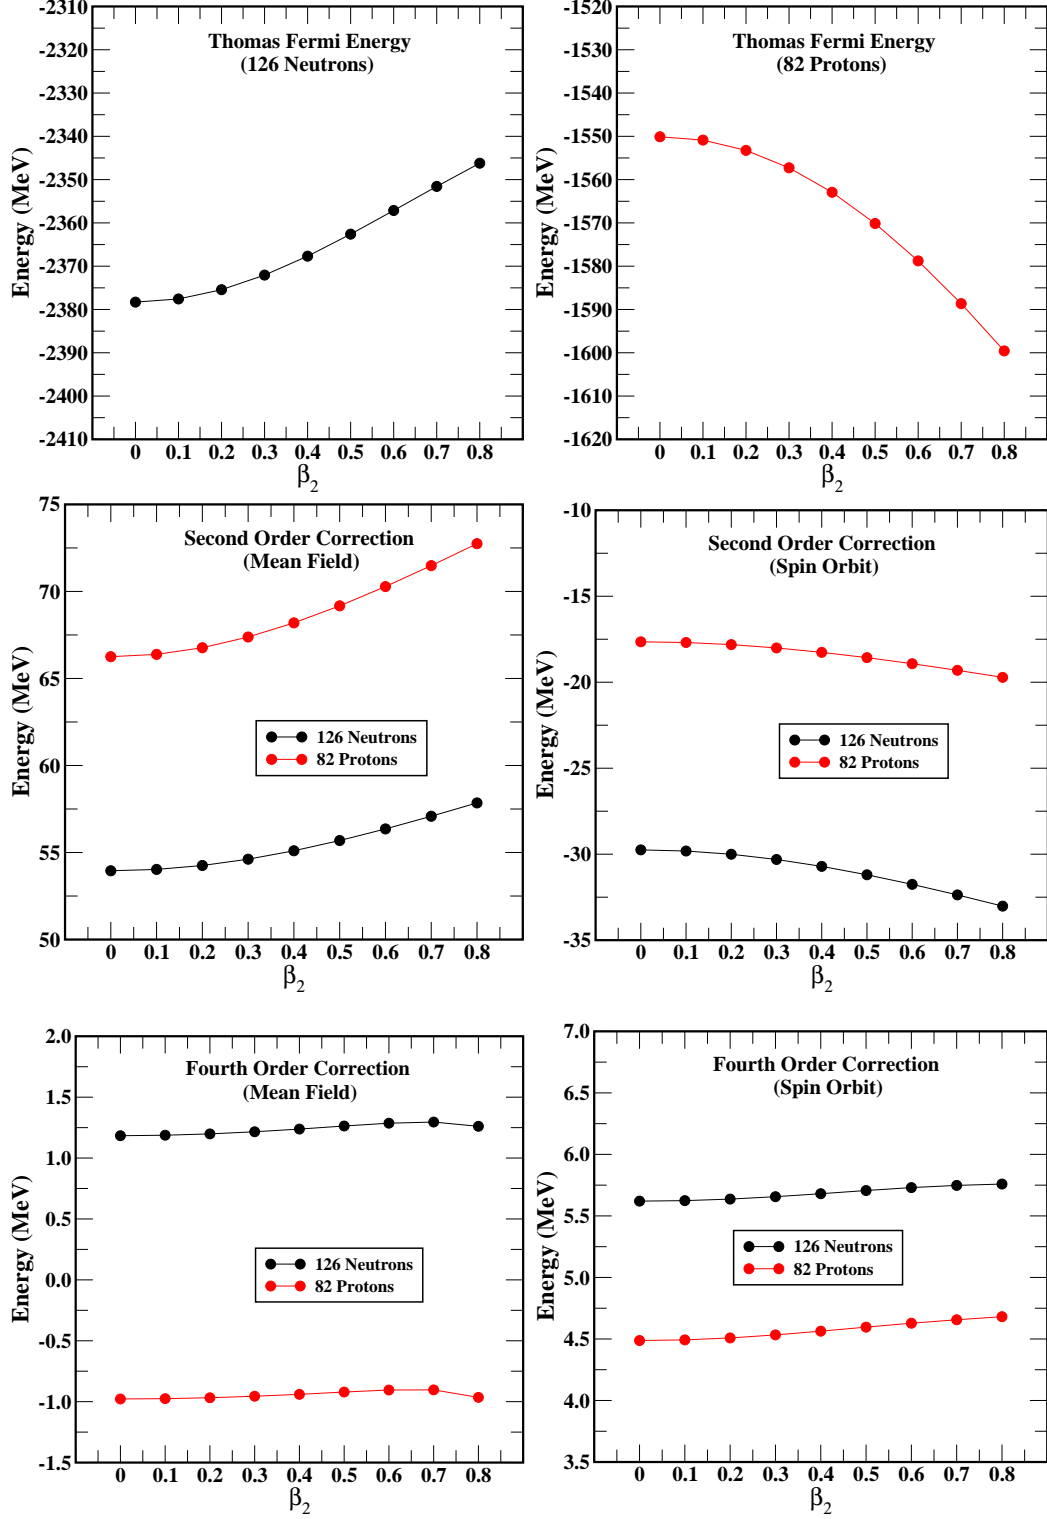 Thomas Fermi Energy
(126 Neutrons)
-2310
-2320
-2330
-2340
-2350
-2360
-2370
-2380
-2390
-2400
-2410
Energy (MeV)
0 0.1 0.2 0.3 0.4 0.5 0.6 0.7 0.8
β2
Thomas Fermi Energy
(82 Protons)
-1520
-1530
-1540
-1550
-1560
-1570
-1580
-1590
-1600
-1610
-1620
Energy (MeV)
0 0.1 0.2 0.3 0.4 0.5 0.6 0.7 0.8
β2
Second Order Correction
(Mean Field)
75
70
65
60
55
50
Energy (MeV)
126 Neutrons
82 Protons
0 0.1 0.2 0.3 0.4 0.5 0.6 0.7 0.8
β2
Second Order Correction
(Spin Orbit)
-10
-15
-20
-25
-30
-35
Energy (MeV)
126 Neutrons
82 Protons
0 0.1 0.2 0.3 0.4 0.5 0.6 0.7 0.8
β2
Fourth Order Correction
(Mean Field)
2.0
1.5
1.0
0.5
0.0
-0.5
-1.0
-1.5
Energy (MeV)
126 Neutrons
82 Protons
0 0.1 0.2 0.3 0.4 0.5 0.6 0.7 0.8
β2
Fourth Order Correction
(Spin Orbit)
7.0
6.5
6.0
5.5
5.0
4.5
4.0
3.5
Energy (MeV)
126 Neutrons
82 Protons
0 0.1 0.2 0.3 0.4 0.5 0.6 0.7 0.8
β2